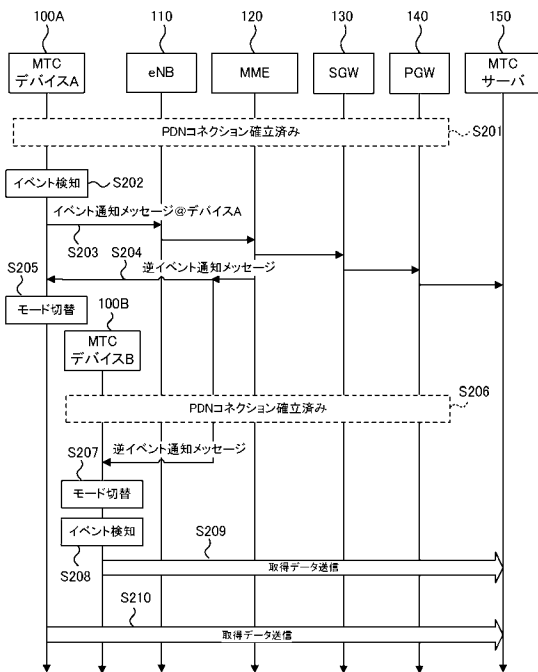 100A
110
120
130
140
150
MTC
デバイスA
eNB
MME
SGW
PGW
MTC
サーバ
PDNコネクション確立済み
S201
イベント検知
S202
イベント通知メッセージ@デバイスA
S203
S204
S205
逆イベント通知メッセージ
モード切替
100B
MTC
デバイスB
S206
PDNコネクション確立済み
S207
逆イベント通知メッセージ
モード切替
イベント検知
S209
S208
取得データ送信
S210
取得データ送信